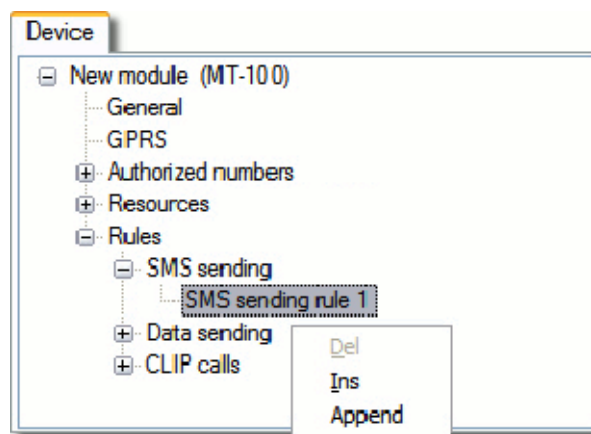 Device
New module (MT-100)
General
GPRS
Authorized numbers
Resources
Rules
SMS sending
SMS sending rule 1
Data sending
CLIP calls
Del
Ins
Append